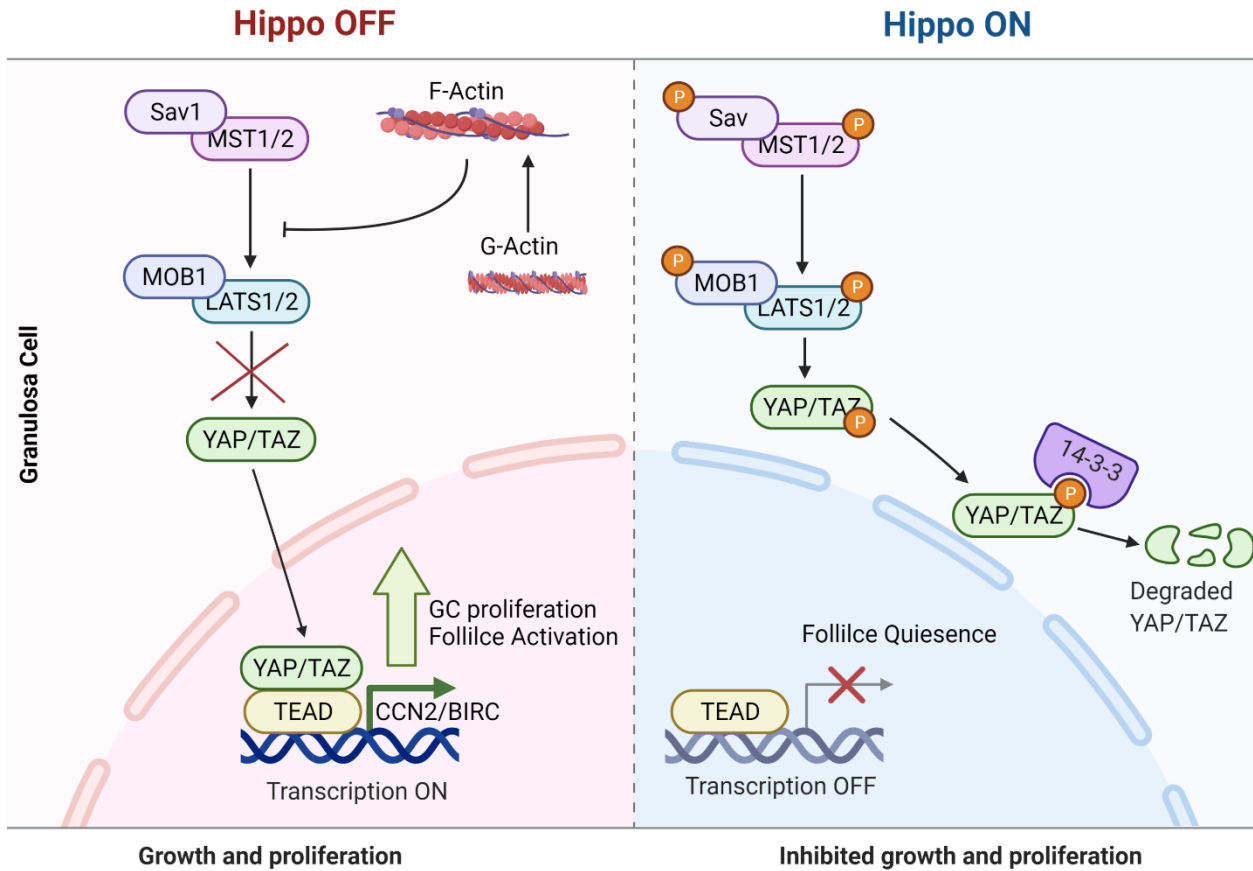 Hippo OFF
Hippo ON
Granulosa Cell
Sav1
MST1/2
F-Actin
G-Actin
MOB1
LATS1/2
YAP/TAZ
GC proliferation
Follilce Activation
YAP/TAZ
TEAD
CCN2/BIRC
Transcription ON
Growth and proliferation
P
Sav
P
MST1/2
P
MOB1
P
LATS1/2
YAP/TAZ
P
14-3-3
P
YAP/TAZ
Degraded
YAP/TAZ
Follilce Quiesence
TEAD
Transcription OFF
Inhibited growth and proliferation